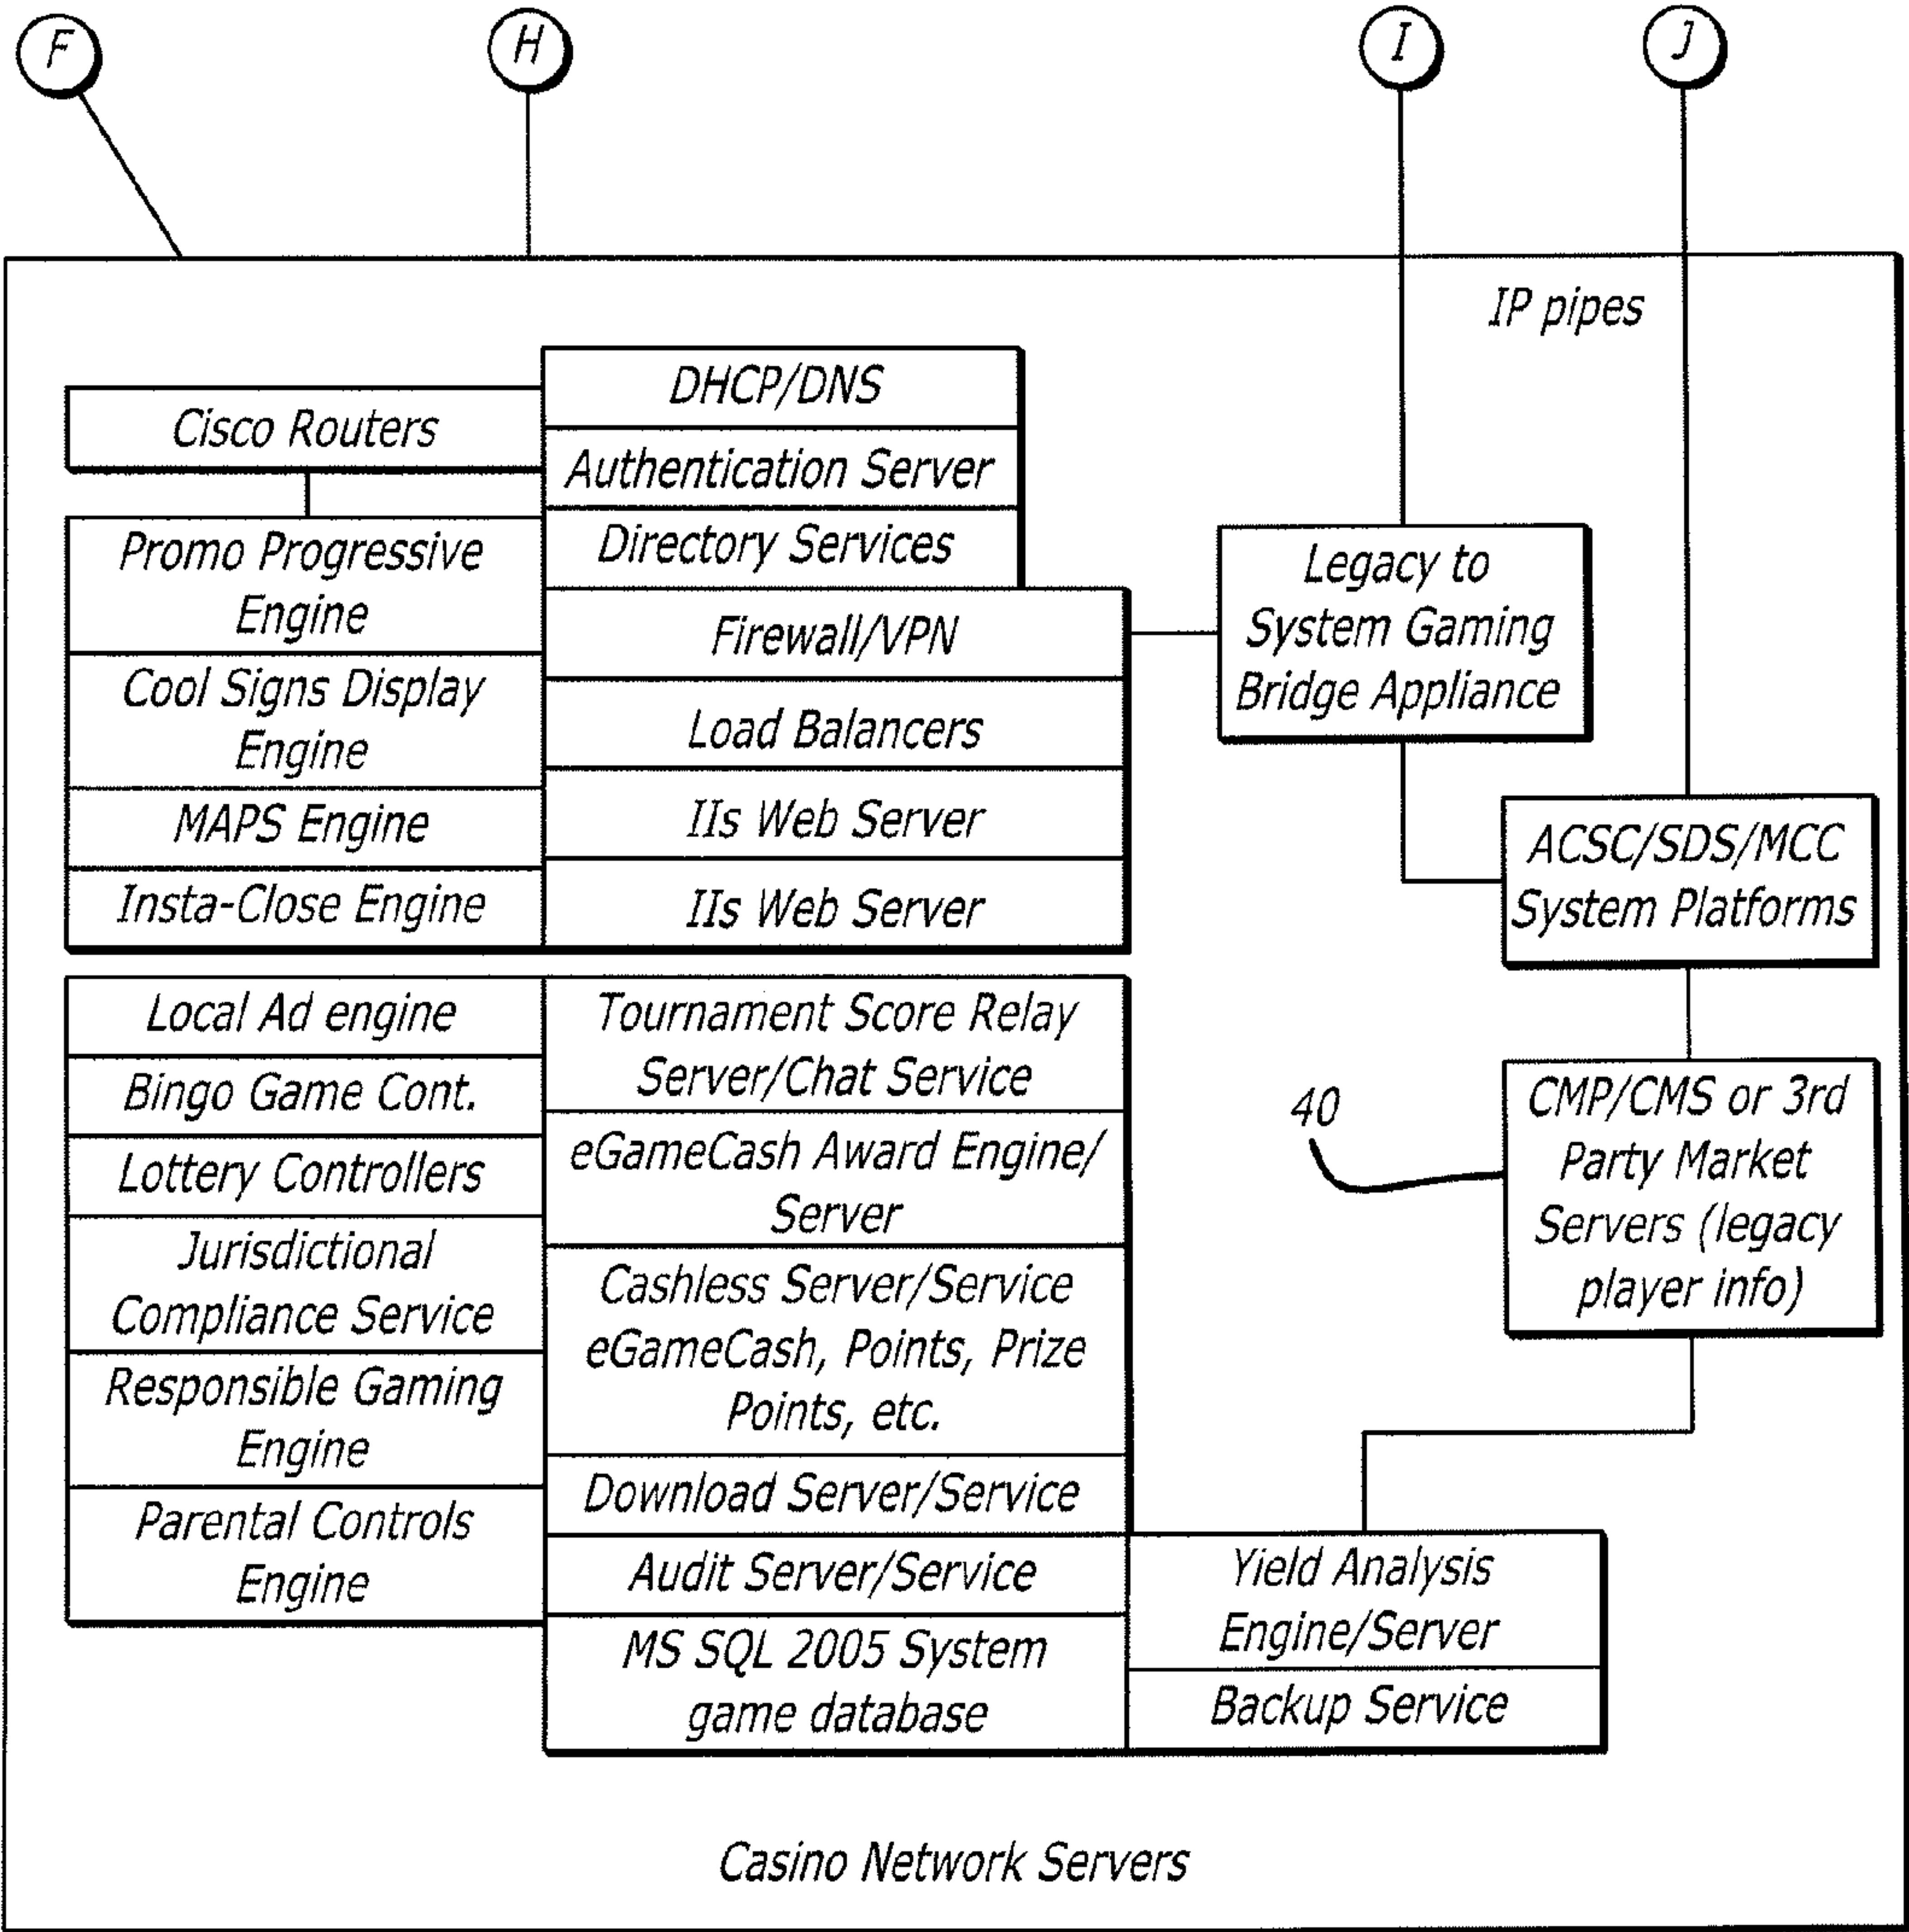 F
H
I
J
IP pipes
Cisco Routers
Promo Progressive
Engine
Cool Signs Display
Engine
MAPS Engine
Insta-Close Engine
DHCP/DNS
Authentication Server
Directory Services
Firewall/VPN
Load Balancers
IIs Web Server
IIs Web Server
Legacy to
System Gaming
Bridge Appliance
ACSC/SDS/MCC
System Platforms
Local Ad engine
Bingo Game Cont.
Lottery Controllers
Jurisdictional
Compliance Service
Responsible Gaming
Engine
Parental Controls
Engine
Tournament Score Relay
Server/Chat Service
eGameCash Award Engine/
Server
Cashless Server/Service
eGameCash, Points, Prize
Points, etc.
Download Server/Service
Audit Server/Service
MS SQL 2005 System
game database
40
CMP/CMS or 3rd
Party Market
Servers (legacy
player info)
Yield Analysis
Engine/Server
Backup Service
Casino Network Servers